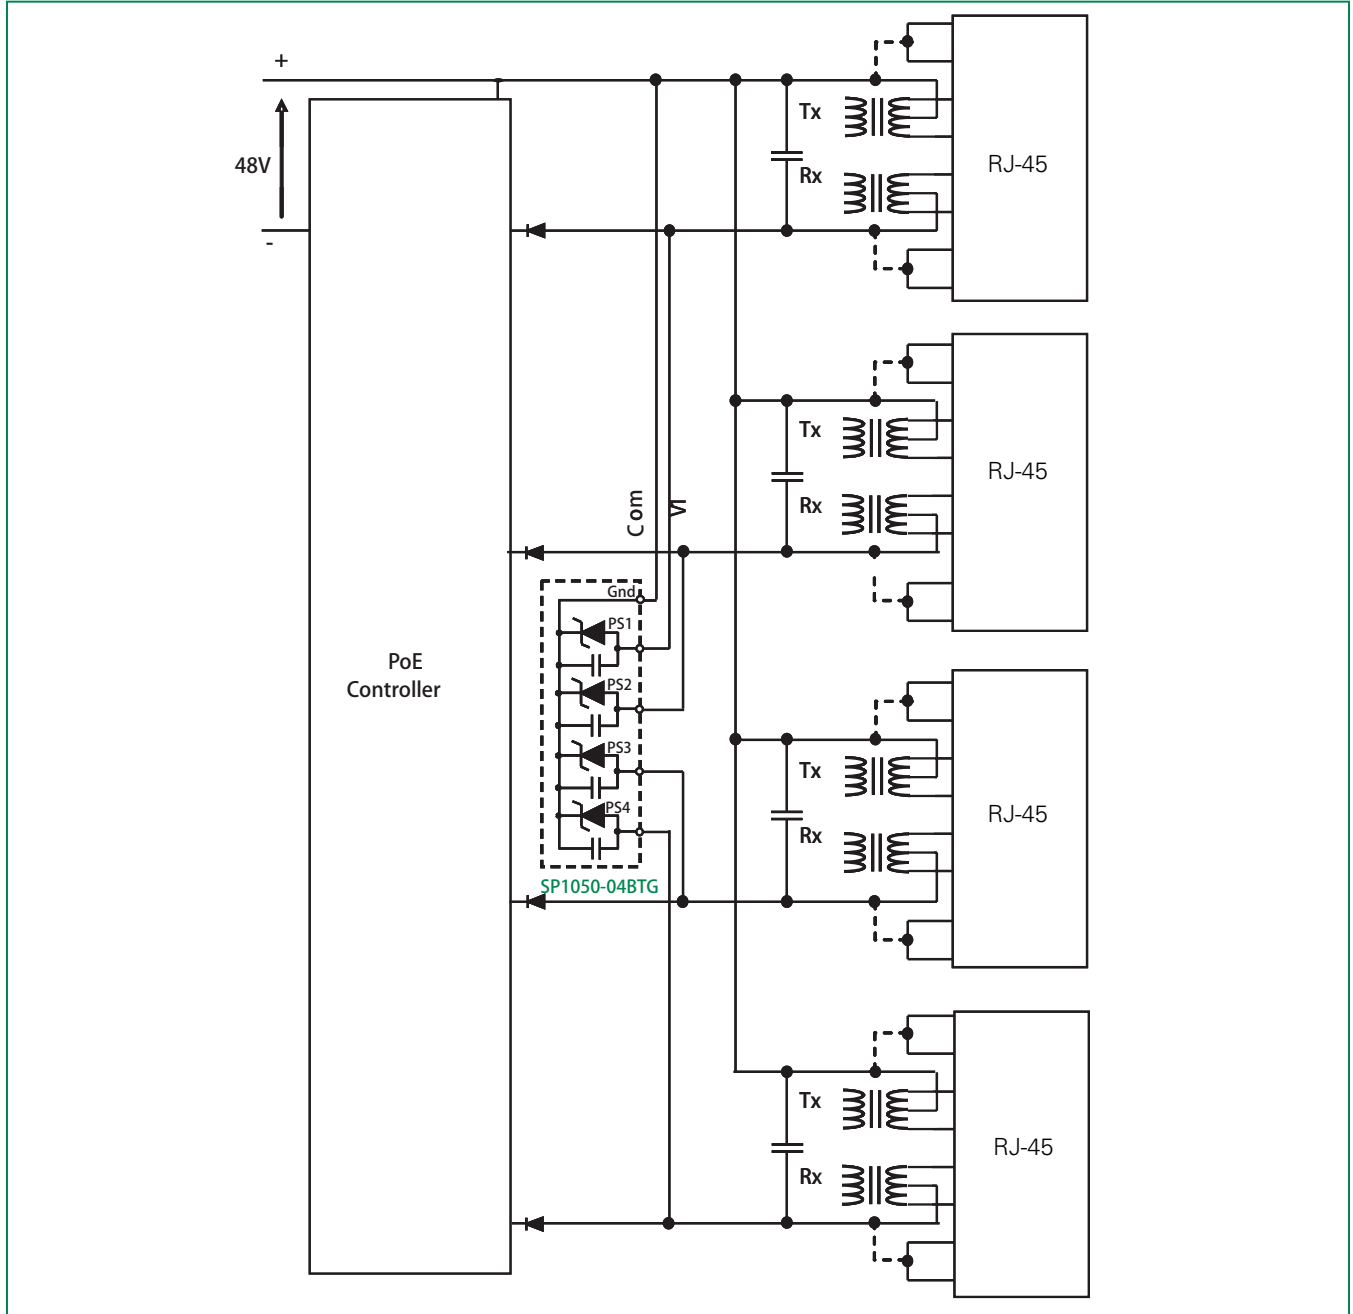 +
48V
-
Tx
Rx
RJ-45
Tx
Rx
RJ-45
C om
VI
Gnd
PS1
PS2
PS3
PS4
SP1050-04BTG
PoE
Controller
Tx
Rx
RJ-45
Tx
Rx
RJ-45